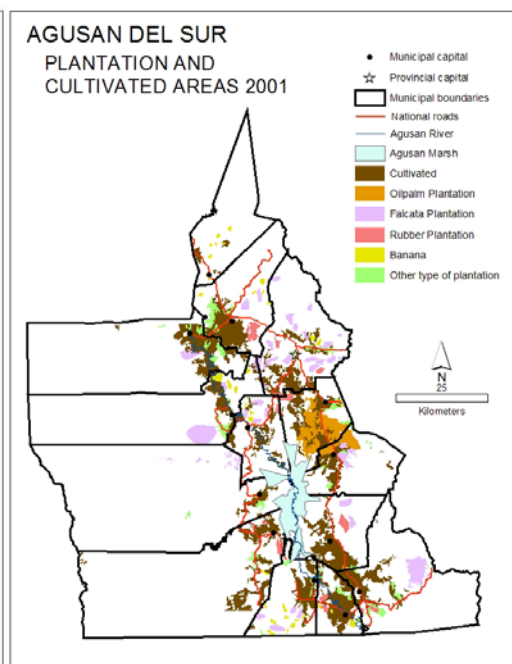 AGUSAN DEL SUR
PLANTATION AND
CULTIVATED AREAS 2001
Municipal capital
Provincial capital
Municipal boundaries
National roads
Agusan River
Agusan Marsh
Cultivated
Oilpalm Plantation
Falcata Plantation
Rubber Plantation
Banana
Other type of plantation
N
25
Kilometers